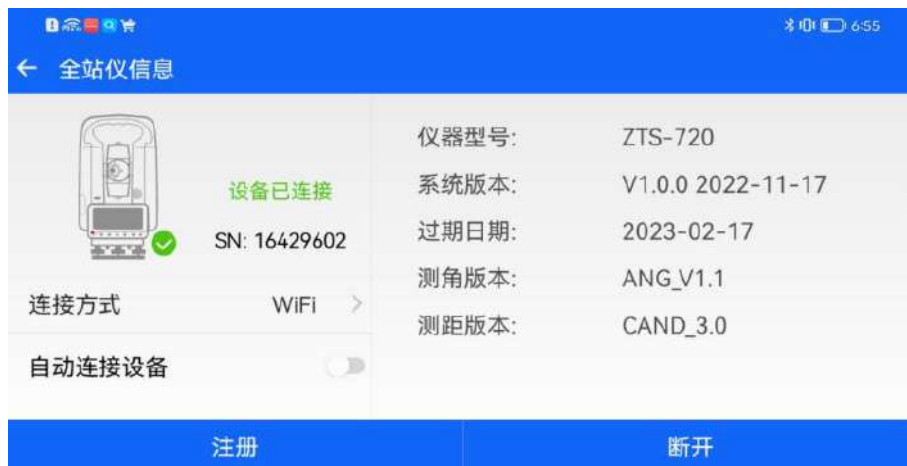 6:55
全站仪信息
设备已连接
SN: 16429602
连接方式 WiFi
自动连接设备
仪器型号: ZTS-720
系统版本: V1.0.0 2022-11-17
过期日期: 2023-02-17
测角版本: ANG_V1.1
测距版本: CAND_3.0
注册 断开